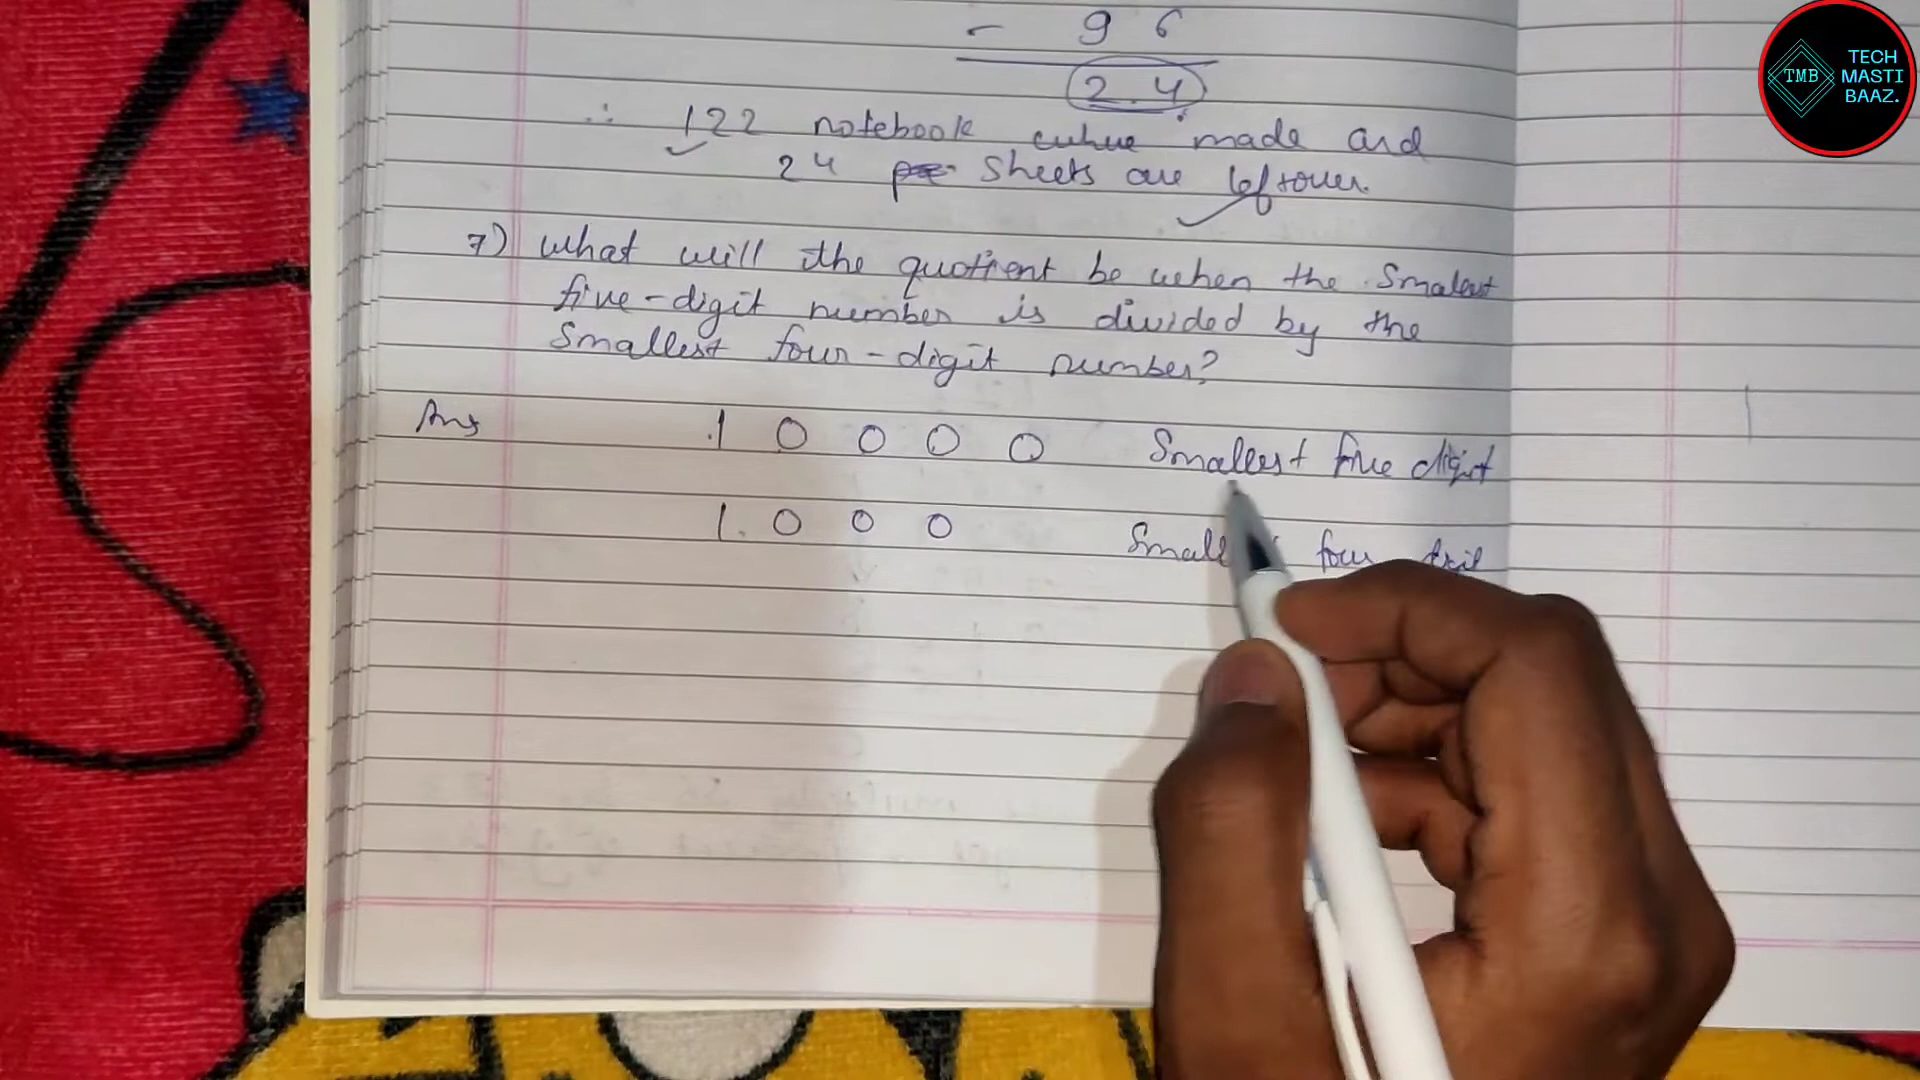 - 9 6
2 4
∴ 122 notebook made and
24 sheets are leftover.
7) what will the quotient be when the smallest
five-digit number is divided by the
smallest four-digit number?
Ans 1 0 0 0 0 Smallest five digit
1 0 0 0 four digit
TMB
TECH
MASTI
BAAZ.